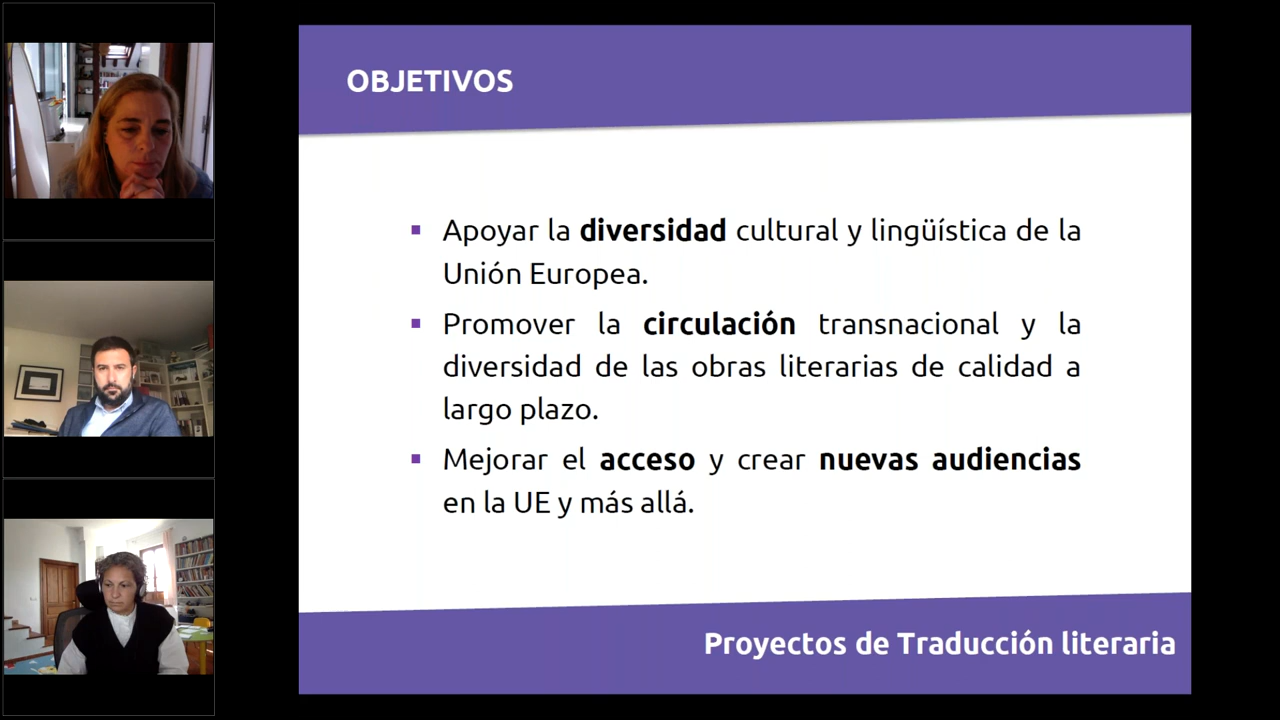 OBJETIVOS
Apoyar la diversidad cultural y lingüística de la
Unión Europea.
Promover la circulación transnacional y la
diversidad de las obras literarias de calidad a
largo plazo.
Mejorar el acceso y crear nuevas audiencias
en la UE y más allá.
Proyectos de Traducción literaria